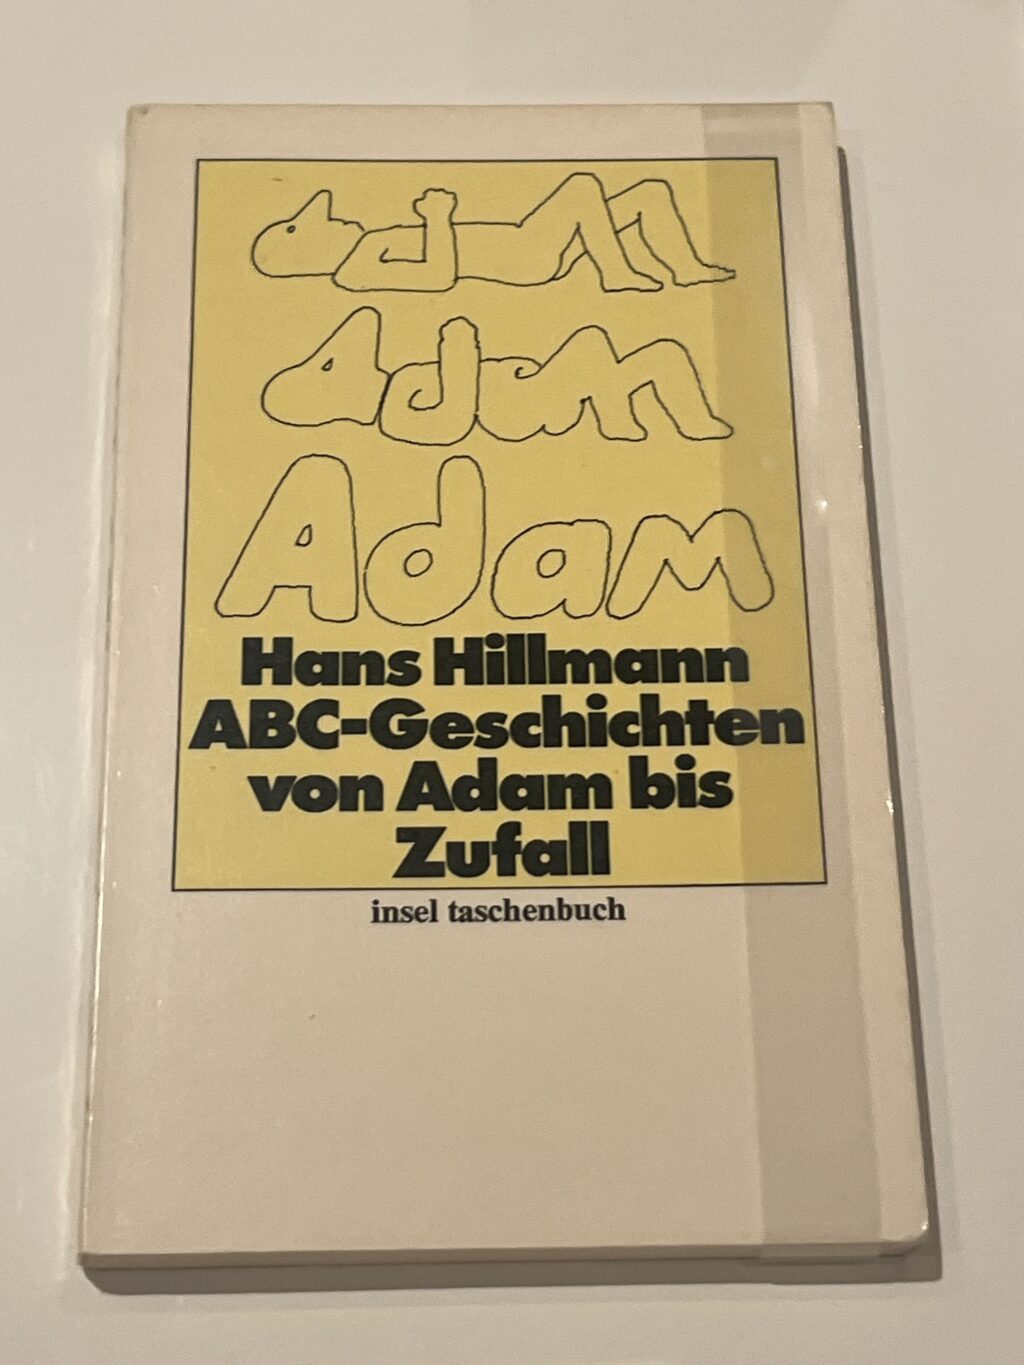 Adam
Adam
Adam
Hans Hillmann
ABC-Geschichten
von Adam bis
Zufall
insel taschenbuch